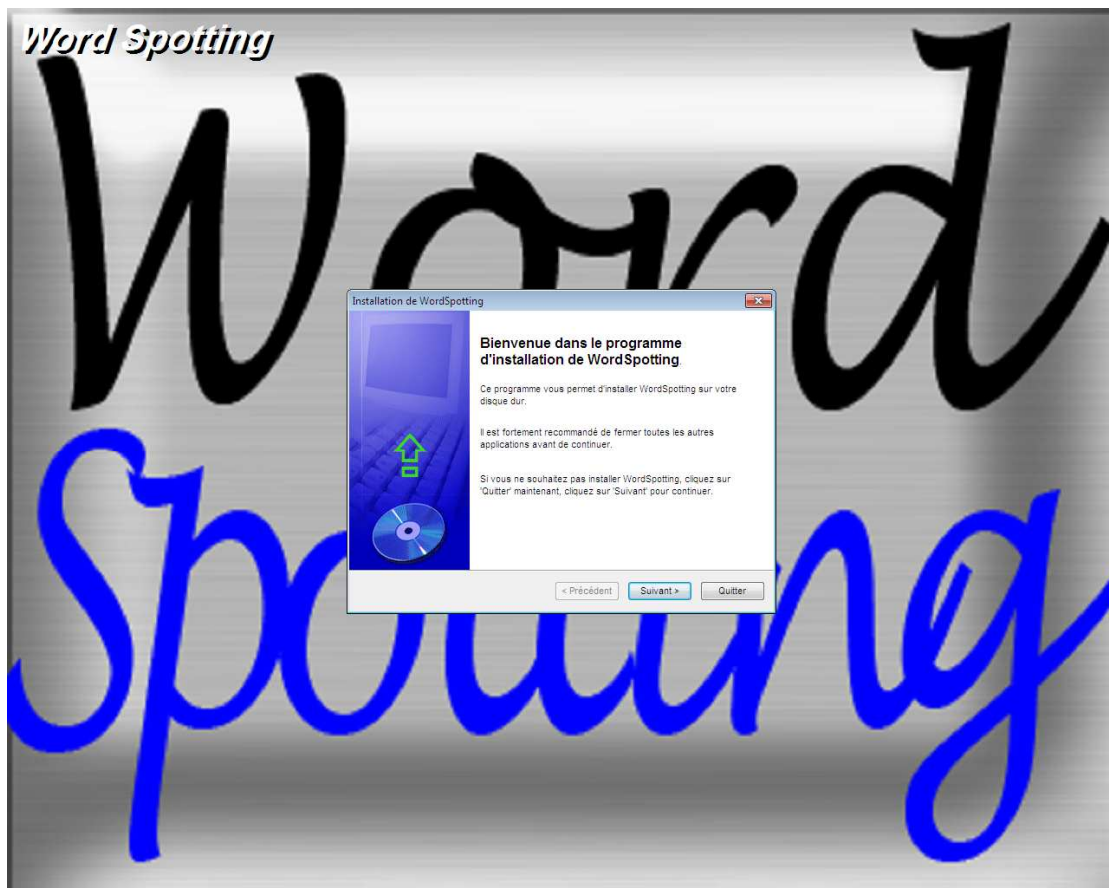 Word Spotting
Word
Installation de WordSpotting
Bienvenue dans le programme
d'installation de WordSpotting.
Ce programme vous permet d'installer WordSpotting sur votre
disque dur.
Il est fortement recommandé de fermer toutes les autres
applications avant de continuer.
Si vous ne souhaitez pas installer WordSpotting, cliquez sur
'Quitter' maintenant, cliquez sur 'Suivant' pour continuer.
< Précédent Suivant > Quitter
Spotting